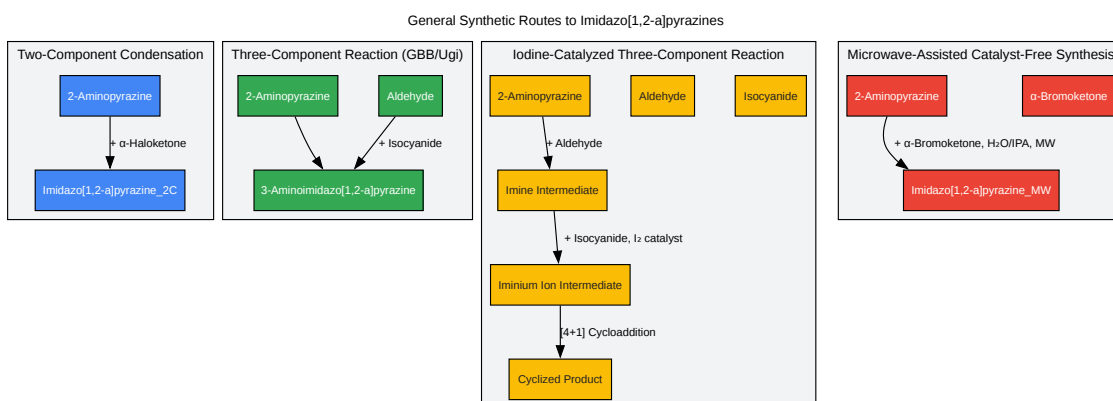 General Synthetic Routes to Imidazo[1,2-a]pyrazines
Two-Component Condensation
2-Aminopyrazine
+ α-Haloketone
Imidazo[1,2-a]pyrazine_2C
Three-Component Reaction (GBB/Ugi)
2-Aminopyrazine
Aldehyde
+ Isocyanide
3-Aminoimidazo[1,2-a]pyrazine
Iodine-Catalyzed Three-Component Reaction
2-Aminopyrazine
Aldehyde
Isocyanide
+ Aldehyde
Imine Intermediate
+ Isocyanide, I₂ catalyst
Iminium Ion Intermediate
[4+1] Cycloaddition
Cyclized Product
Microwave-Assisted Catalyst-Free Synthesis
2-Aminopyrazine
α-Bromoketone
+ α-Bromoketone, H₂O/IPA, MW
Imidazo[1,2-a]pyrazine_MW